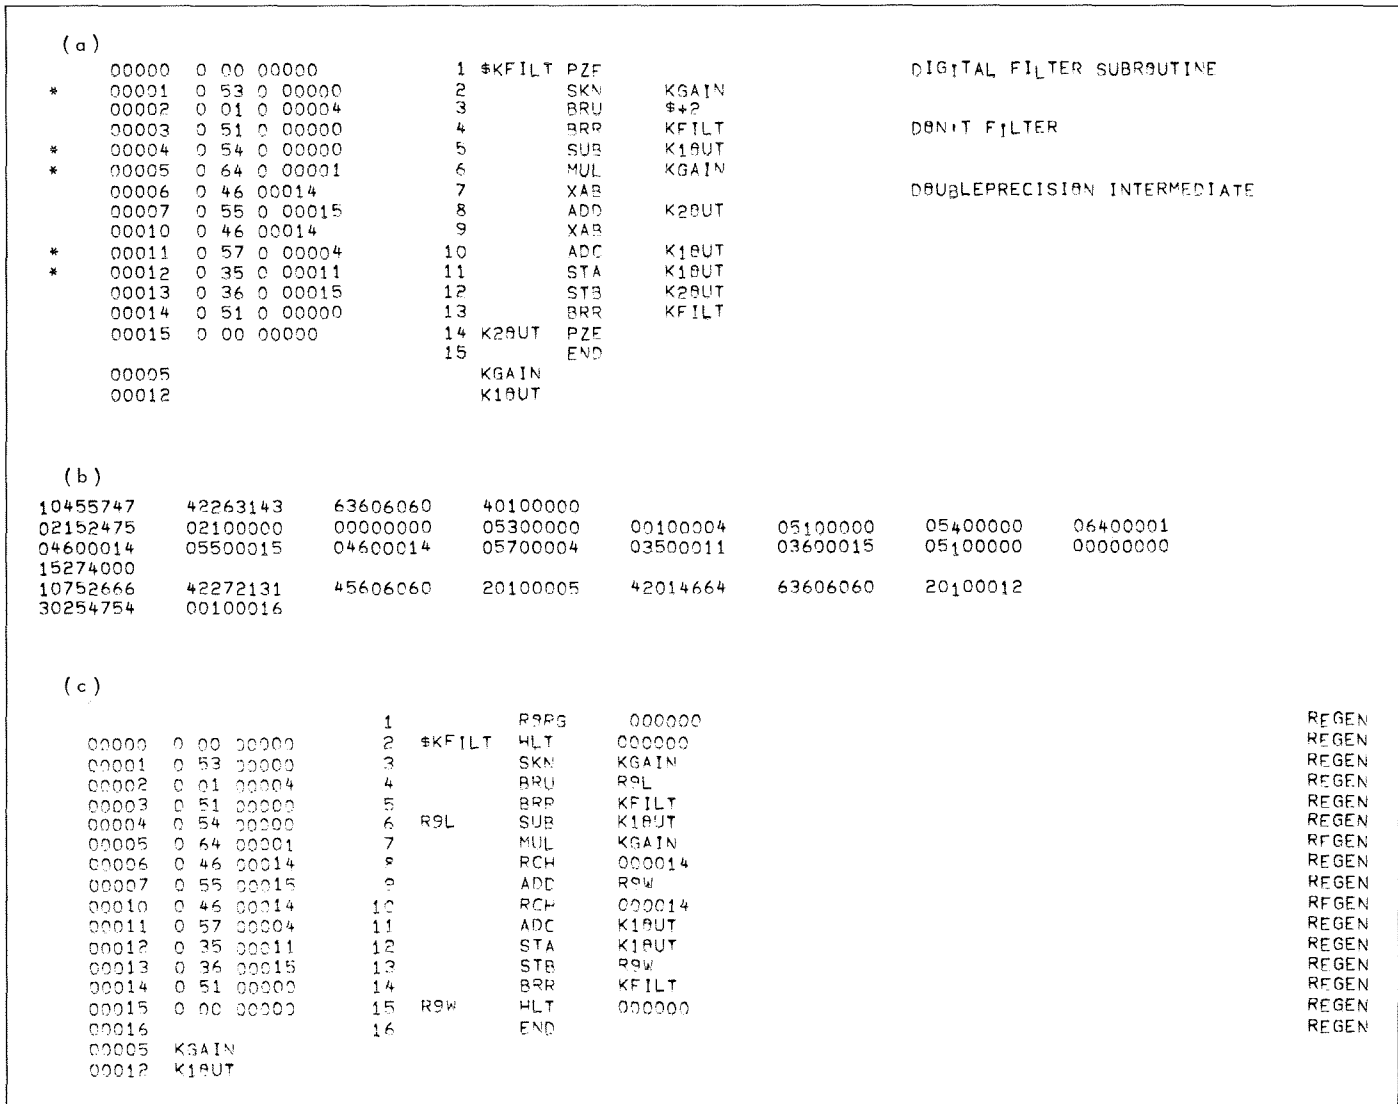 (a)
00000 0 00 00000 1 $KFILT PZE DIGITAL FILTER SUBROUTINE
* 00001 0 53 0 00000 2 SKN KGAIN
00002 0 01 0 00004 3 BRU $+2
00003 0 51 0 00000 4 BRR KFILT DON'T FILTER
* 00004 0 54 0 00000 5 SUB K1OUT
* 00005 0 64 0 00001 6 MUL KGAIN
00006 0 46 00014 7 XAB DOUBLEPRECISION INTERMEDIATE
00007 0 55 0 00015 8 ADD K2OUT
00010 0 46 00014 9 XAB
* 00011 0 57 0 00004 10 ADC K1OUT
* 00012 0 35 0 00011 11 STA K1OUT
00013 0 36 0 00015 12 STB K2OUT
00014 0 51 0 00000 13 BRR KFILT
00015 0 00 00000 14 K2OUT PZE
15 END
00005 KGAIN
00012 K1OUT
(b)
10455747 42263143 63606060 40100000
02152475 02100000 00000000 05300000 00100004 05100000 05400000 06400001
04600014 05500015 04600014 05700004 03500011 03600015 05100000 00000000
15274000
10752666 42272131 45606060 20100005 42014664 63606060 20100012
30254754 00100016
(c)
1 R9RG 000000 REGEN
00000 0 00 00000 2 $KFILT HLT 000000 REGEN
00001 0 53 00000 3 SKN KGAIN REGEN
00002 0 01 00004 4 BRU R9L REGEN
00003 0 51 00000 5 BRR KFILT REGEN
00004 0 54 00000 6 R9L SUB K1OUT REGEN
00005 0 64 00001 7 MUL KGAIN REGEN
00006 0 46 00014 8 RCH 000014 REGEN
00007 0 55 00015 9 ADD R9W REGEN
00010 0 46 00014 10 RCH 000014 REGEN
00011 0 57 00004 11 ADC K1OUT REGEN
00012 0 35 00011 12 STA K1OUT REGEN
00013 0 36 00015 13 STB R9W REGEN
00014 0 51 00000 14 BRR KFILT REGEN
00015 0 00 00000 15 R9W HLT 000000 REGEN
00016 16 END REGEN
00005 KGAIN
00012 K1OUT